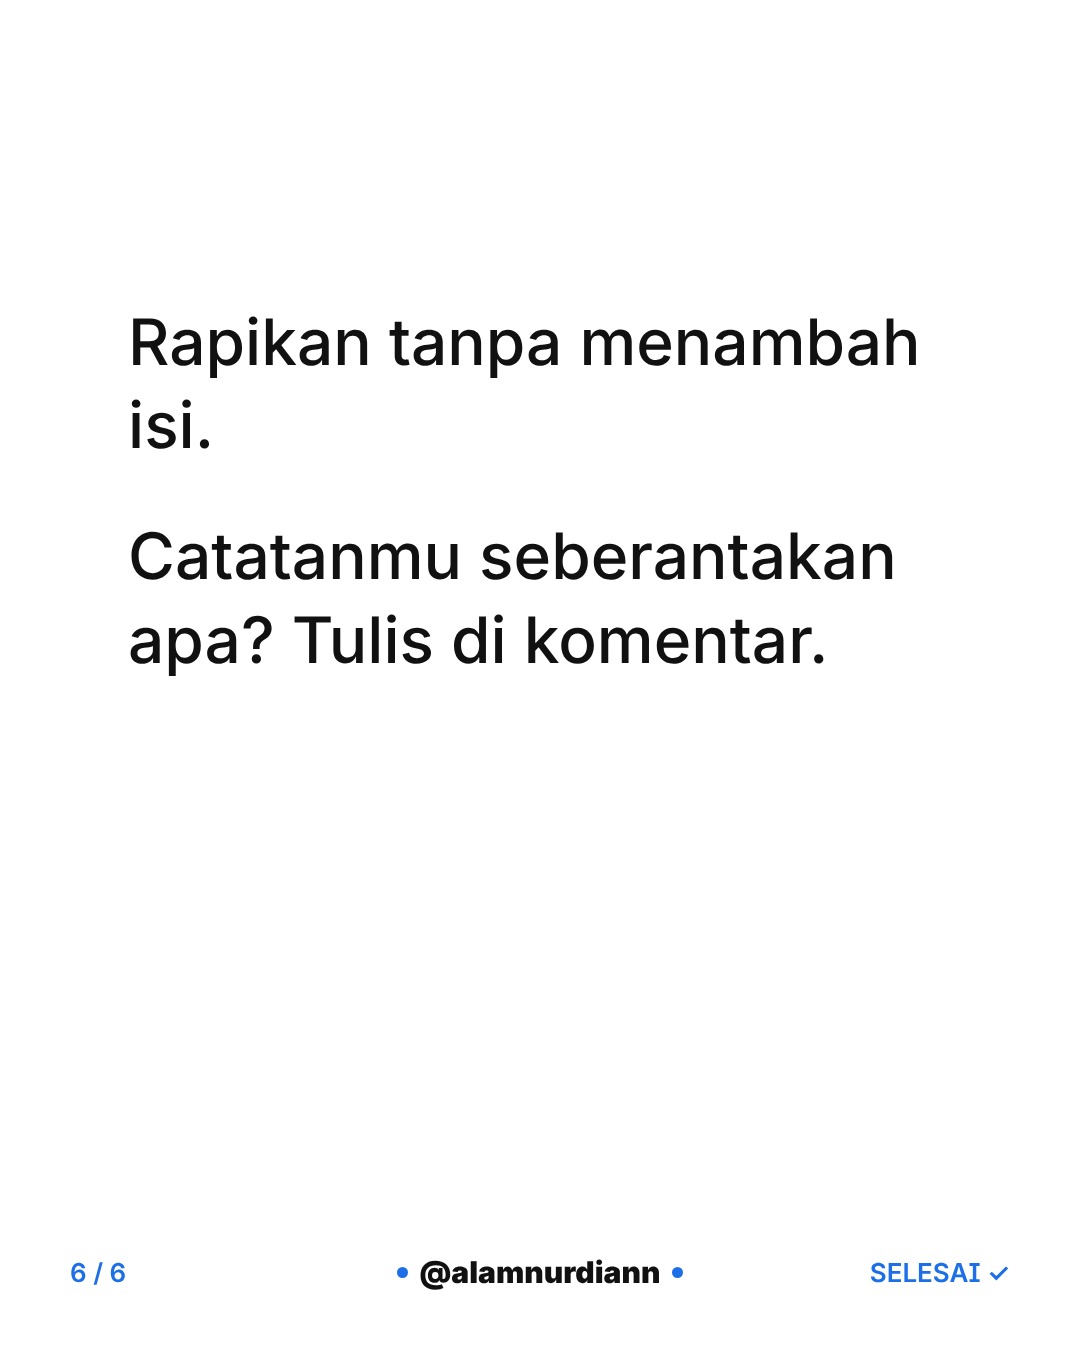 Rapikan tanpa menambah
isi.
Catatanmu seberantakan
apa? Tulis di komentar.
6 / 6
• @alamnurdiann •
SELESAI ✓